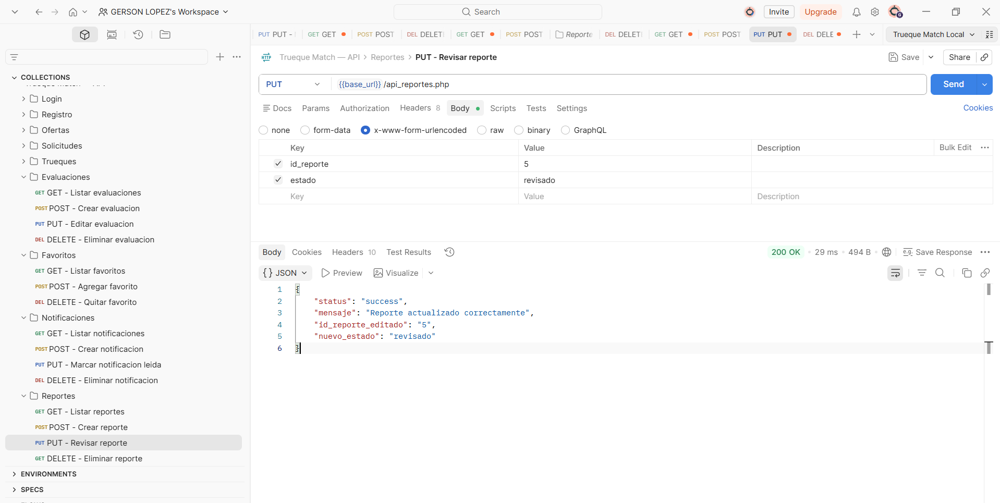 GERSON LOPEZ's Workspace
Search
Invite
Upgrade
PUT PUT -
GET GET
POST POST
DEL DELET
GET GET
POST POST
Reporte
DEL DELET
GET GET
POST POST
PUT PUT
DEL DELE
Trueque Match Local
COLLECTIONS
Login
Registro
Ofertas
Solicitudes
Trueques
Evaluaciones
GET GET - Listar evaluaciones
POST POST - Crear evaluacion
PUT PUT - Editar evaluacion
DEL DELETE - Eliminar evaluacion
Favoritos
GET GET - Listar favoritos
POST POST - Agregar favorito
DEL DELETE - Quitar favorito
Notificaciones
GET GET - Listar notificaciones
POST POST - Crear notificacion
PUT PUT - Marcar notificacion leida
DEL DELETE - Eliminar notificacion
Reportes
GET GET - Listar reportes
POST POST - Crear reporte
PUT PUT - Revisar reporte
GET DELETE - Eliminar reporte
ENVIRONMENTS
SPECS
HTTP Trueque Match — API > Reportes > PUT - Revisar reporte
Save
Share
PUT {{base_url}} /api_reportes.php
Send
Docs Params Authorization Headers 8 Body Scripts Tests Settings
Cookies
none form-data x-www-form-urlencoded raw binary GraphQL
Key Value Description Bulk Edit
id_reporte 5
estado revisado
Key Value Description
Body Cookies Headers 10 Test Results
200 OK 29 ms 494 B e.g. Save Response
{} JSON Preview Visualize
1 {
2 "status": "success",
3 "mensaje": "Reporte actualizado correctamente",
4 "id_reporte_editado": "5",
5 "nuevo_estado": "revisado"
6 }